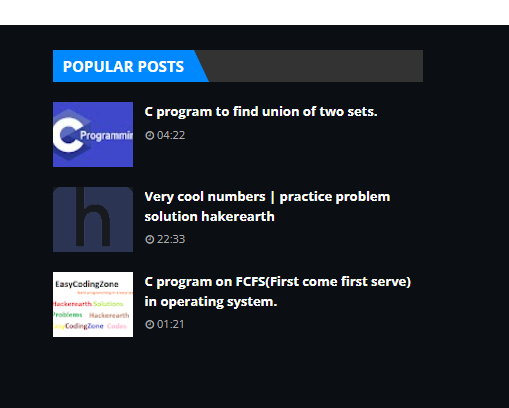 POPULAR POSTS
C program to find union of two sets.
04:22
C
Programmin
Very cool numbers | practice problem
solution hakerearth
22:33
h
C program on FCFS(First come first serve)
in operating system.
01:21
EasyCodingZone
Hackerearth Solutions
Problems Hackerearth
CodingZone Codes